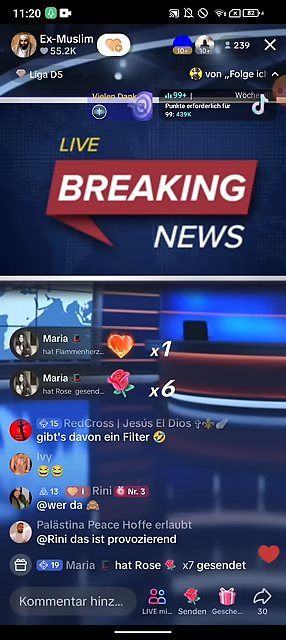 11:20
Ex-Muslim
55.2K
10+
10+
239
Liga D5
von „Folge ich
Vielen Dank
99+ |
Wöche
Punkte erforderlich für
99: 439K
LIVE
BREAKING
NEWS
Maria
hat Flammenherz...
x1
Maria
hat Rose gesend...
x6
15 RedCross | Jesús El Dios
gibt's davon ein Filter 🤣
Ivy
😂😂
13 I Rini Nr. 3
@wer da 🙈
Palästina Peace Hoffe erlaubt
@Rini das ist provozierend
19 Maria hat Rose 🌹 x7 gesendet
Kommentar hinz...
LIVE mi...
Senden
Gesche...
30